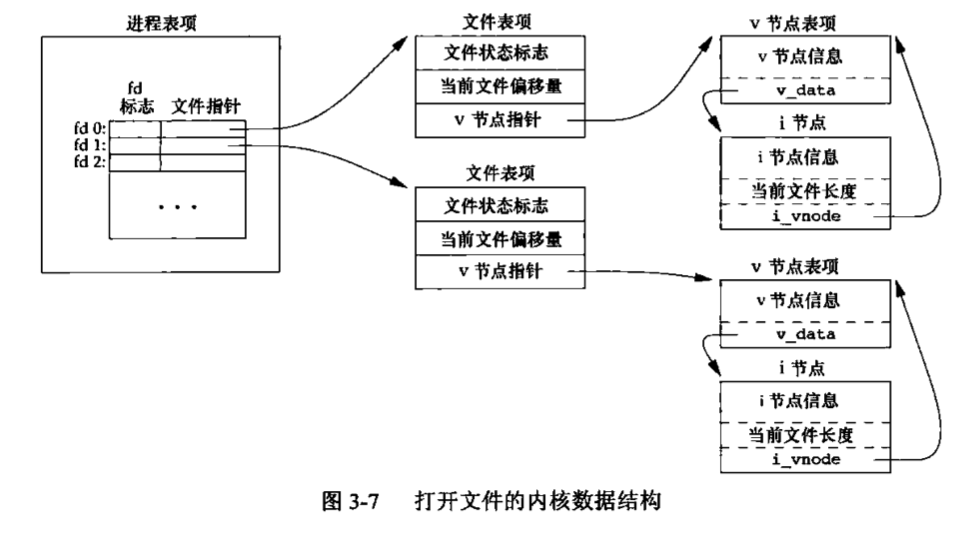 进程表项
fd
标志 文件指针
fd 0:
fd 1:
fd 2:
...
文件表项
文件状态标志
当前文件偏移量
v 节点指针
文件表项
文件状态标志
当前文件偏移量
v 节点指针
v 节点表项
v 节点信息
v_data
i 节点
i 节点信息
当前文件长度
i_vnode
v 节点表项
v 节点信息
v_data
i 节点
i 节点信息
当前文件长度
i_vnode
图 3-7 打开文件的内核数据结构